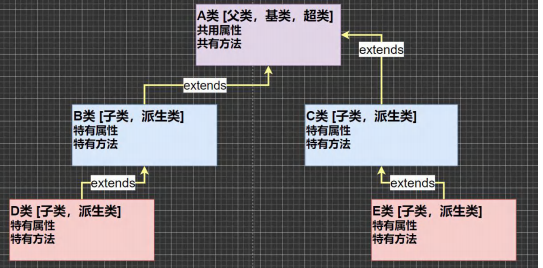 A类 [父类，基类，超类]
共用属性
共有方法
extends
extends
B类 [子类，派生类]
特有属性
特有方法
C类 [子类，派生类]
特有属性
特有方法
extends
extends
D类 [子类，派生类]
特有属性
特有方法
E类 [子类，派生类]
特有属性
特有方法